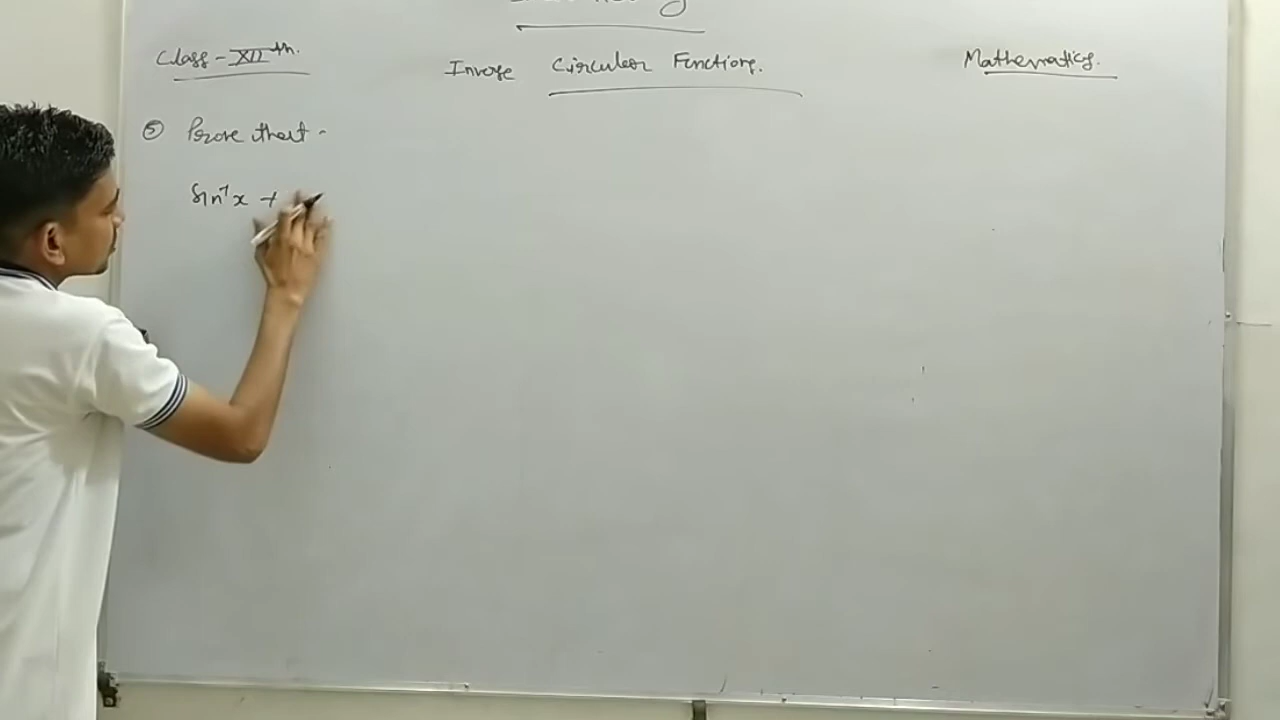 Class - XIIth.
Inverse Circular Functions.
Mathematics.
⑤ Prove that -
Sin⁻¹x +